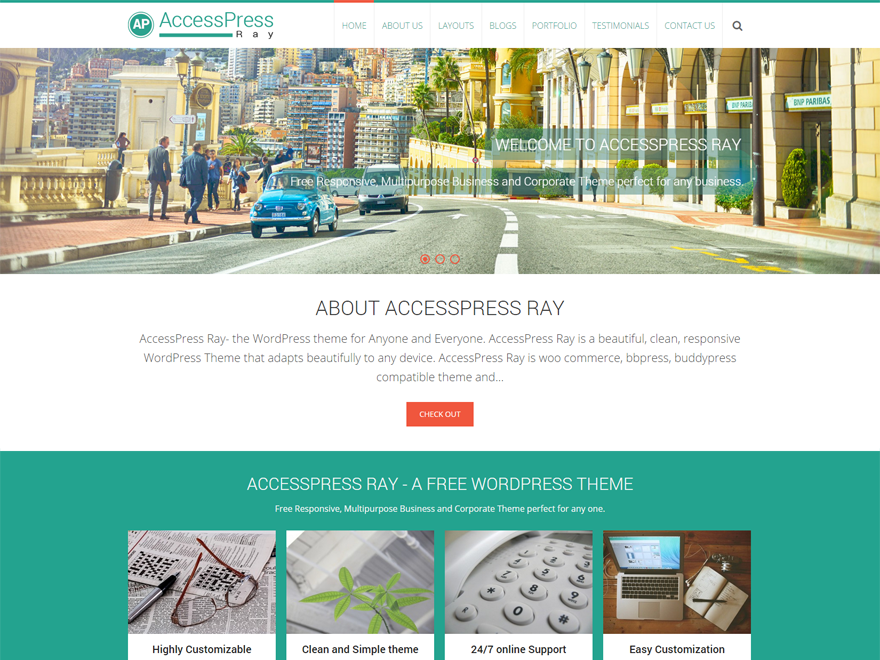 AP AccessPress
Ray
HOME ABOUT US LAYOUTS BLOGS PORTFOLIO TESTIMONIALS CONTACT US
BNP PARIBAS
WELCOME TO ACCESSPRESS RAY
Free Responsive, Multipurpose Business and Corporate Theme perfect for any business.
ABOUT ACCESSPRESS RAY
AccessPress Ray- the WordPress theme for Anyone and Everyone. AccessPress Ray is a beautiful, clean, responsive
WordPress Theme that adapts beautifully to any device. AccessPress Ray is woo commerce, bbpress, buddypress
compatible theme and...
CHECK OUT
ACCESSPRESS RAY - A FREE WORDPRESS THEME
Free Responsive, Multipurpose Business and Corporate Theme perfect for any one.
Highly Customizable Clean and Simple theme 24/7 online Support Easy Customization